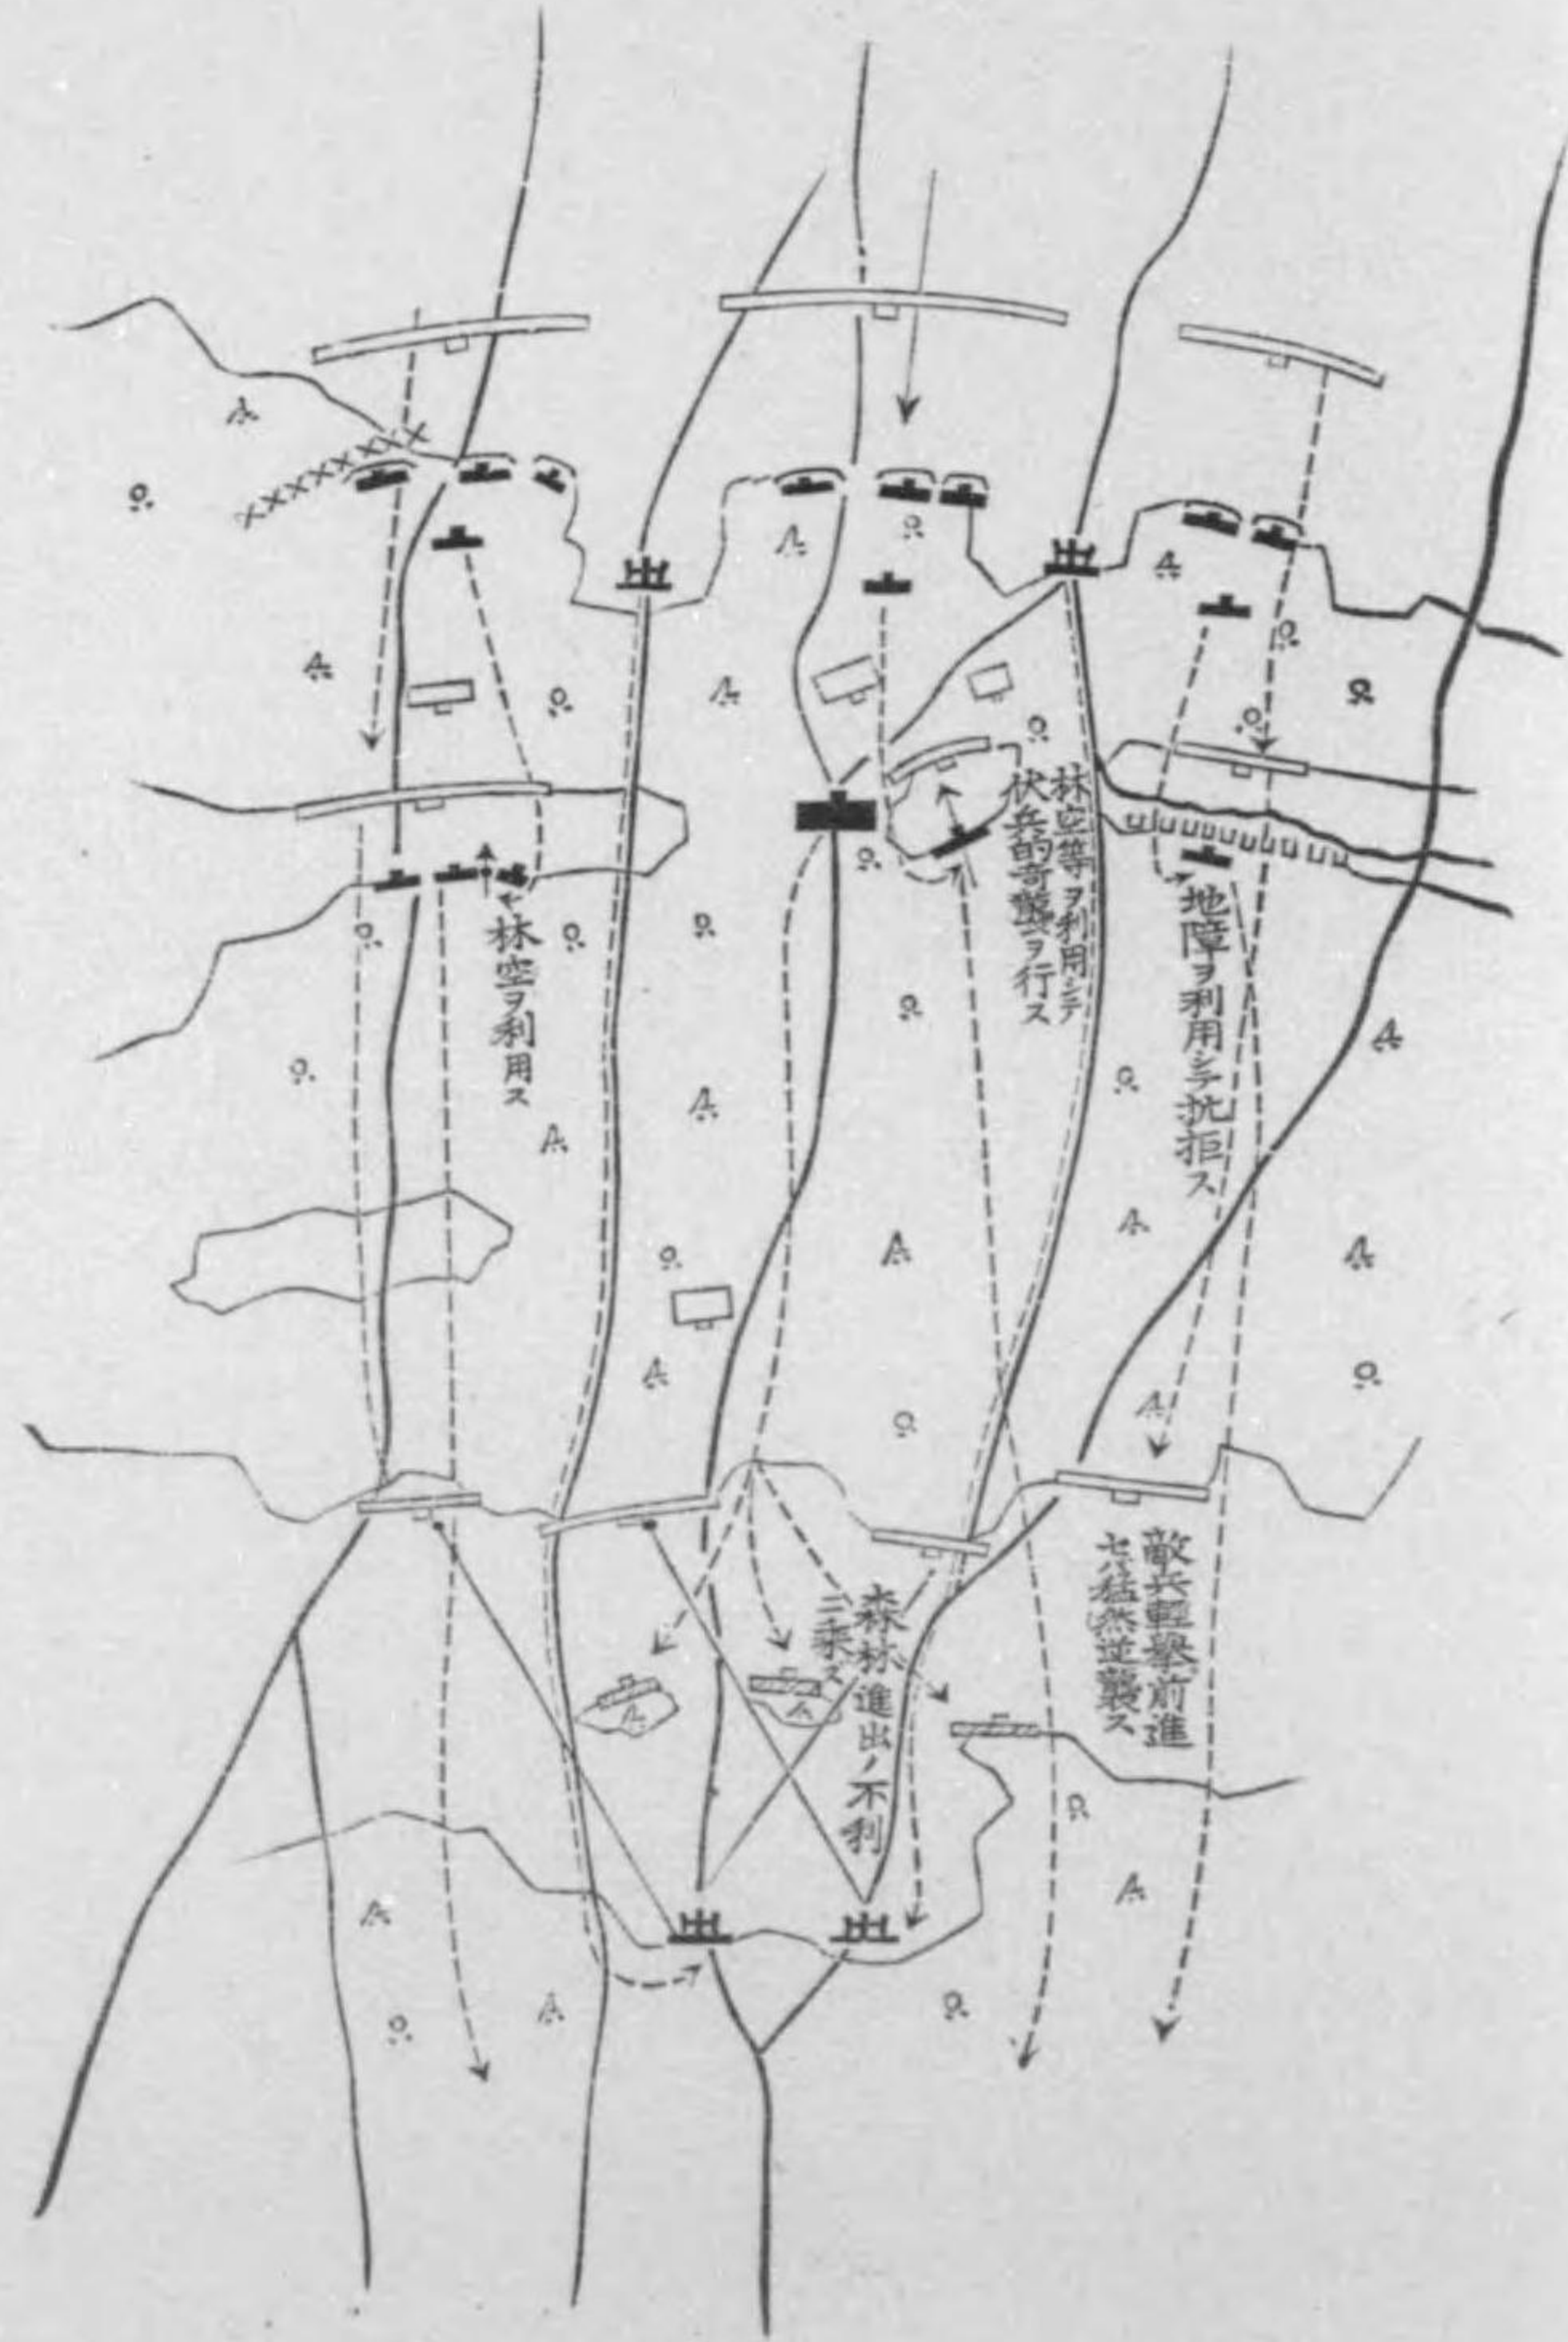 林空等ヲ利用シテ
伏兵的奇襲ヲ行ス
地障ヲ利用シテ抗拒ス
林空ヲ利用ス
敵兵軽挙前進
セバ猛然逆襲ス
森林進出ノ不利
ニ乗ス